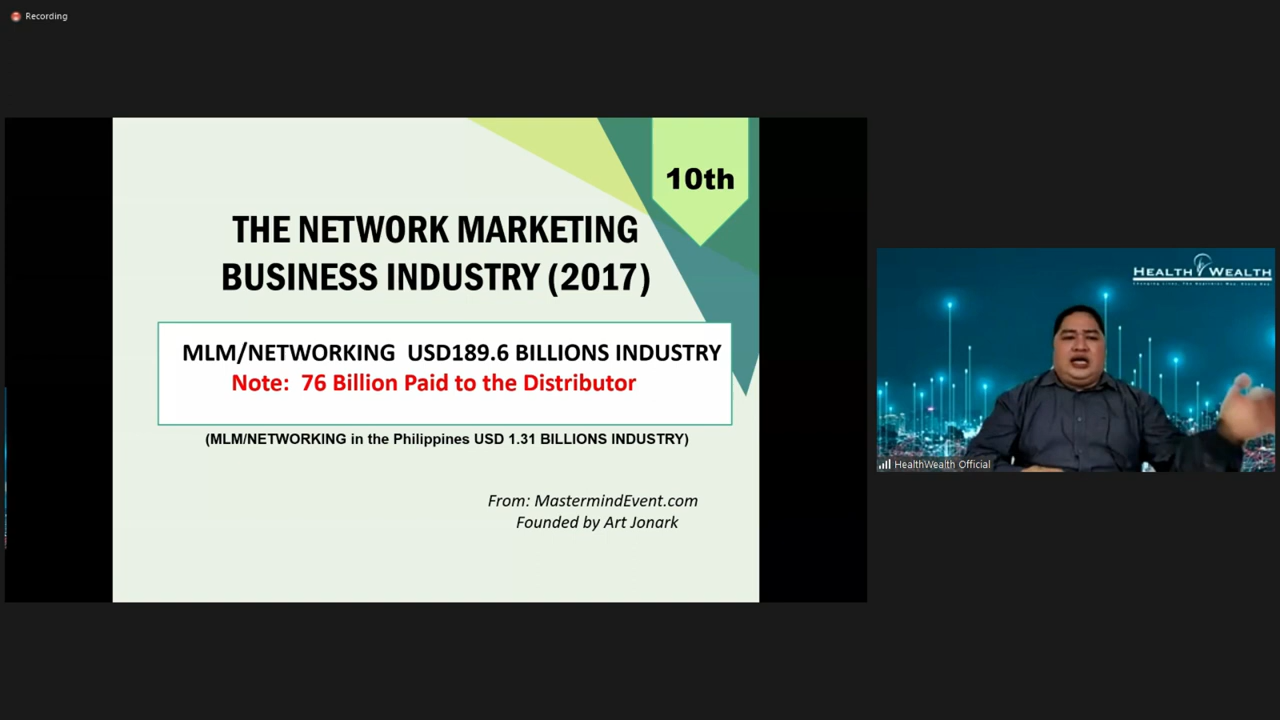 Recording
10th
THE NETWORK MARKETING
BUSINESS INDUSTRY (2017)
MLM/NETWORKING USD189.6 BILLIONS INDUSTRY
Note: 76 Billion Paid to the Distributor
(MLM/NETWORKING in the Philippines USD 1.31 BILLIONS INDUSTRY)
From: MastermindEvent.com
Founded by Art Jonark
HEALTH WEALTH
HealthWealth Official